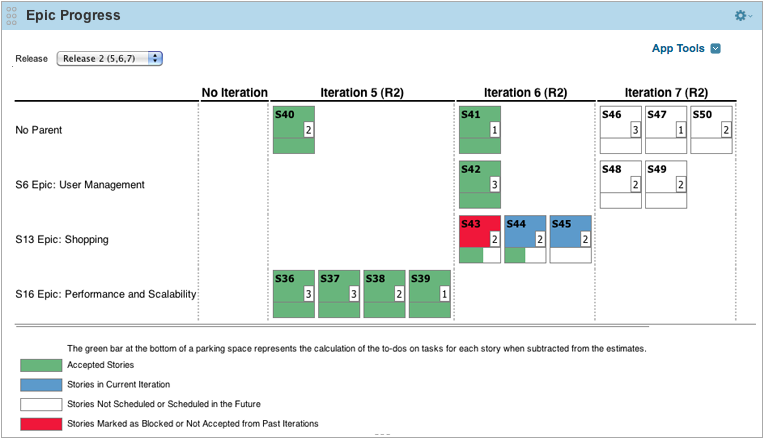 Epic Progress
App Tools
Release Release 2 (5,6,7)
No Iteration Iteration 5 (R2) Iteration 6 (R2) Iteration 7 (R2)
No Parent S40 2 S41 1 S46 3 S47 1 S50 2
S6 Epic: User Management S42 3 S48 2 S49 2
S13 Epic: Shopping S43 2 S44 2 S45 2
S16 Epic: Performance and Scalability S36 3 S37 3 S38 2 S39 1
The green bar at the bottom of a parking space represents the calculation of the to-dos on tasks for each story when subtracted from the estimates.
Accepted Stories
Stories in Current Iteration
Stories Not Scheduled or Scheduled in the Future
Stories Marked as Blocked or Not Accepted from Past Iterations